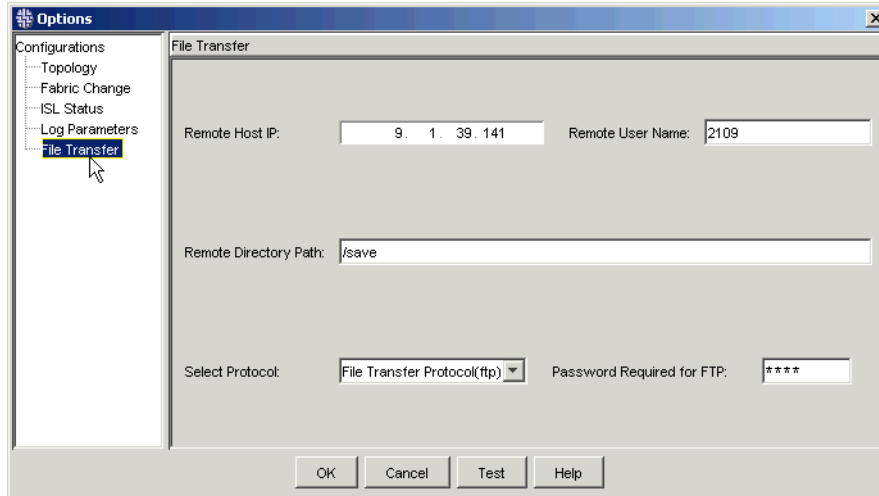 Options
Configurations
Topology
Fabric Change
ISL Status
Log Parameters
File Transfer
File Transfer
Remote Host IP: 9. 1. 39. 141 Remote User Name: 2109
Remote Directory Path: /save
Select Protocol: File Transfer Protocol(ftp) Password Required for FTP: ****
OK Cancel Test Help